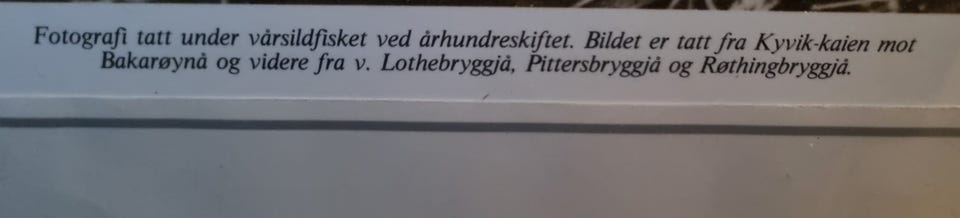 Fotografi tatt under vårsildfisket ved århundreskiftet. Bildet er tatt fra Kyvik-kaien mot
Bakarøynå og videre fra v. Lothebryggjå, Pittersbryggjå og Røthingbryggjå.